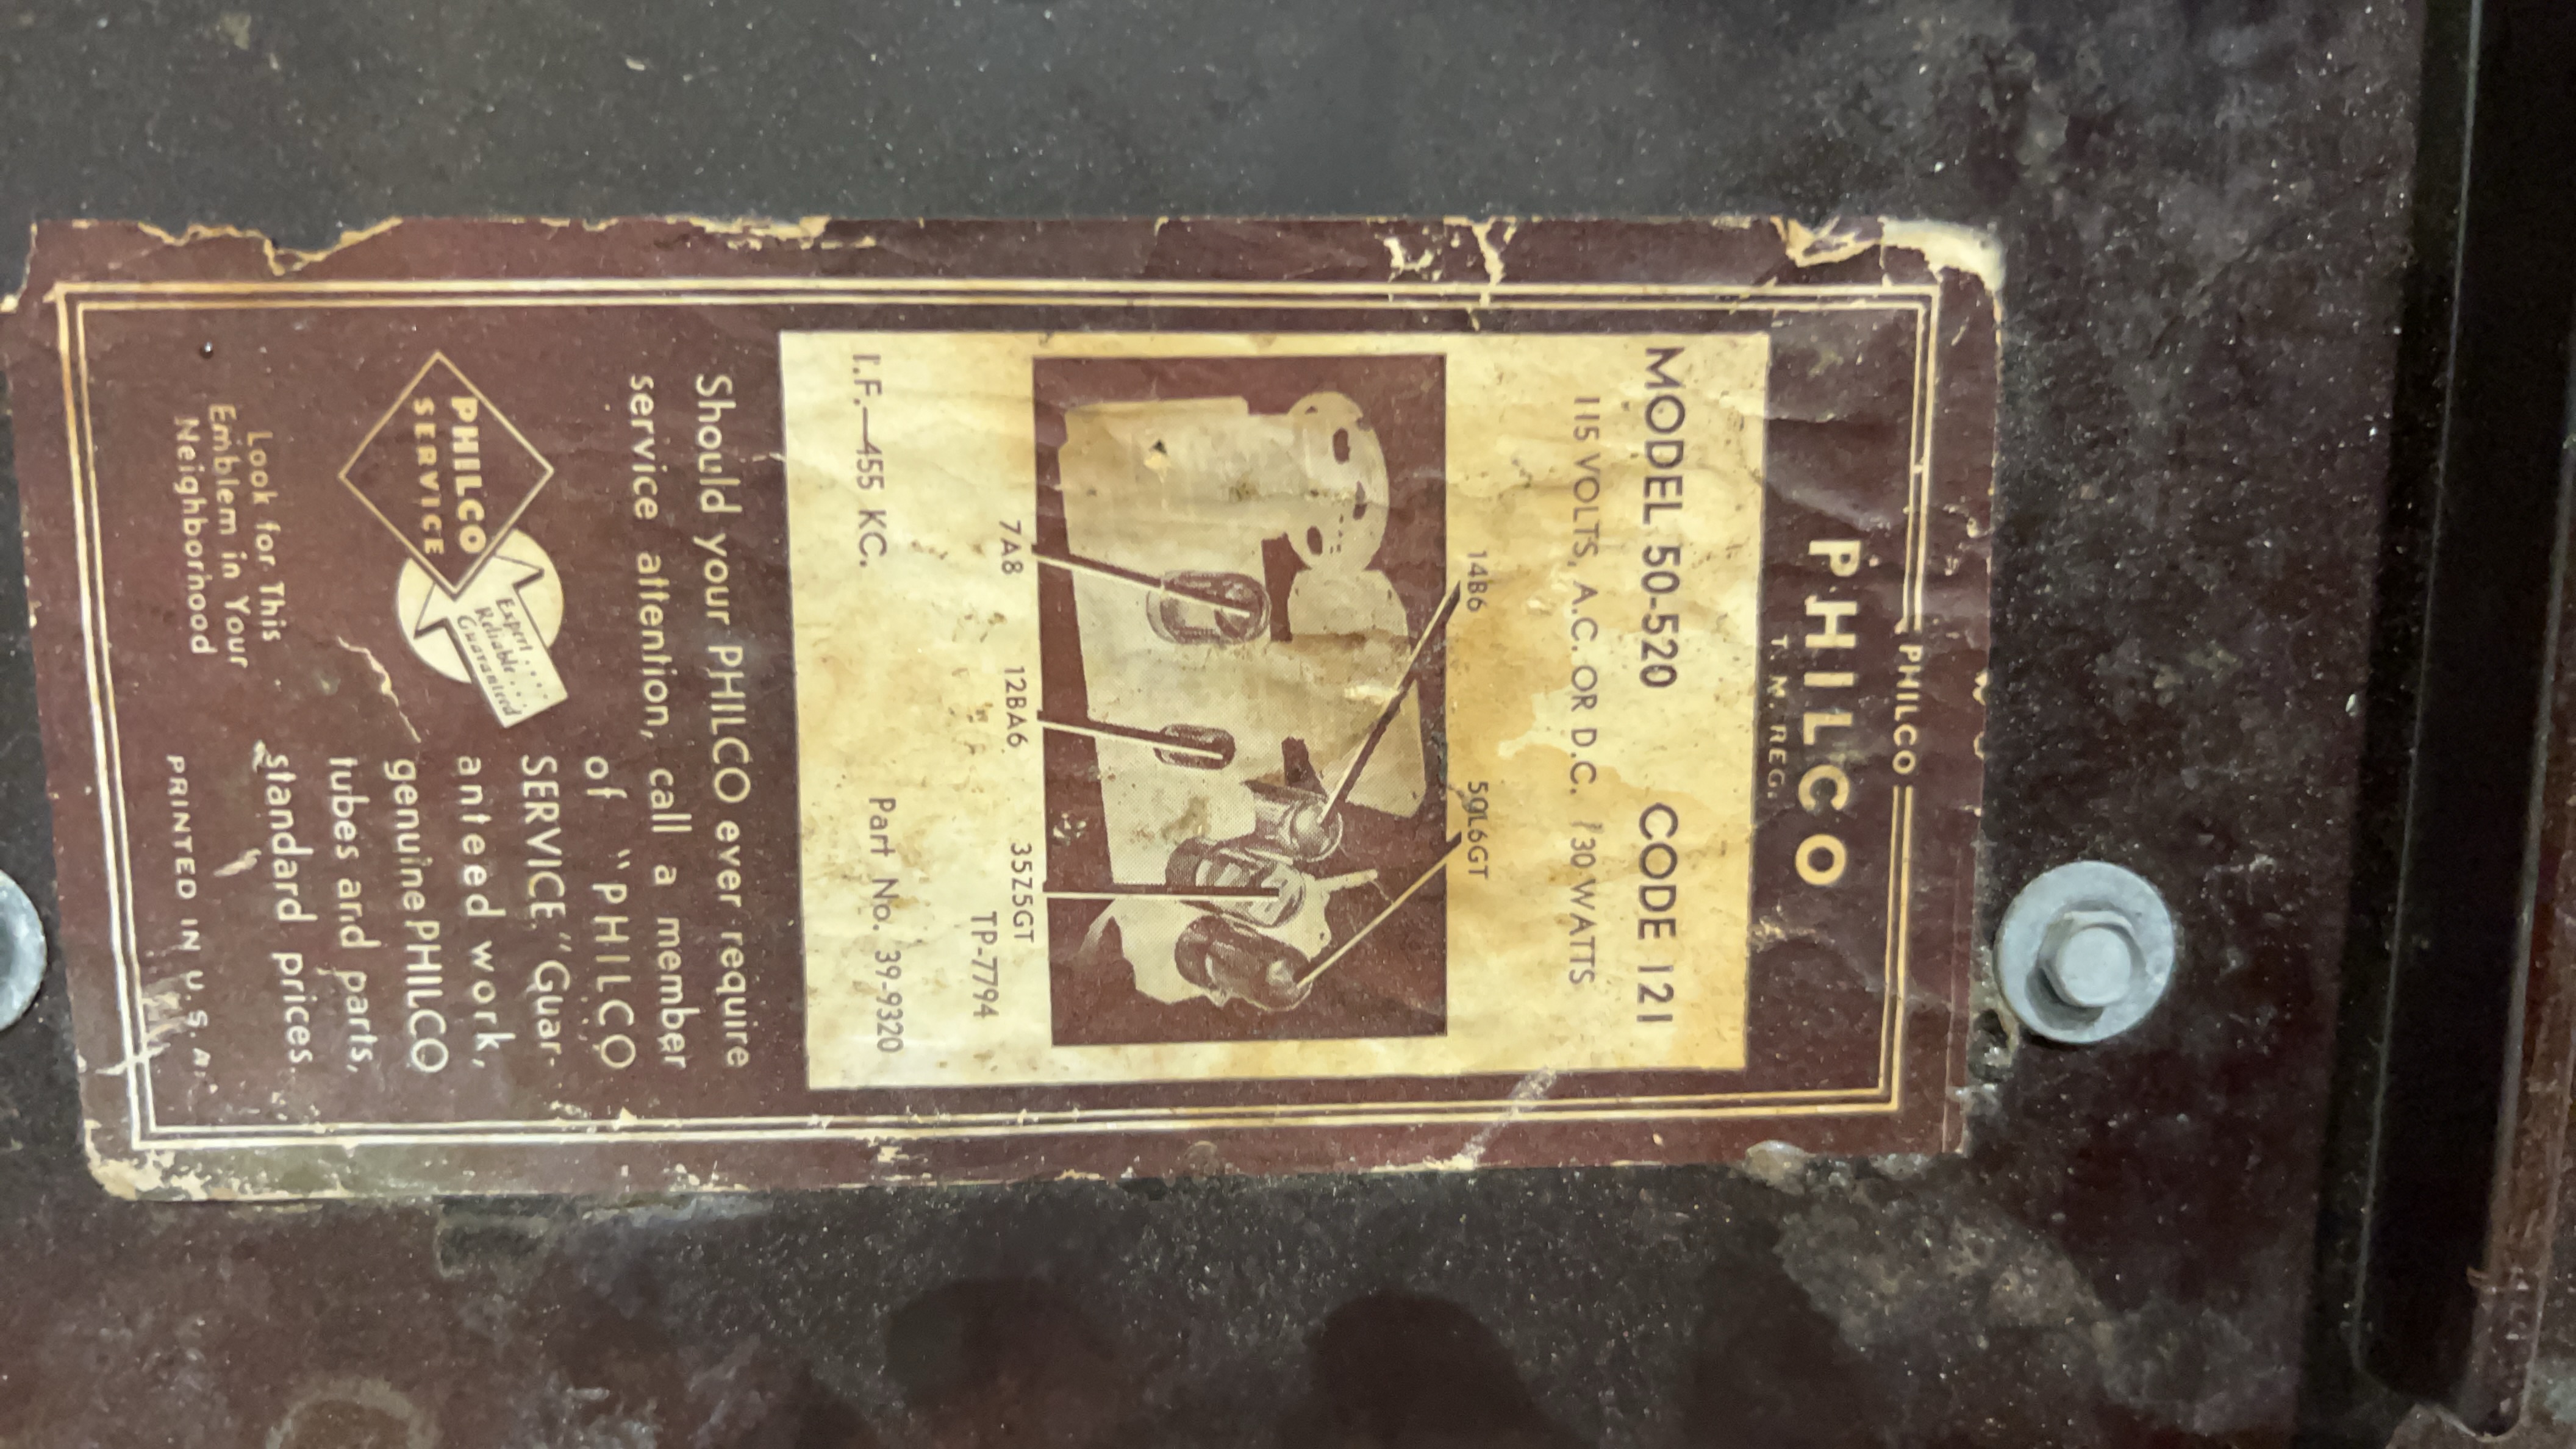 PHILCO
PHILCO
T. M. REG.
MODEL 50-520 CODE 121
115 VOLTS, A.C. OR D.C. 30 WATTS
14B6 50L6GT
7A8 12BA6 35Z5GT
TP-7794
I.F.—455 KC. Part No. 39-9320
Should your PHILCO ever require
service attention, call a member
of "PHILCO
SERVICE." Guar-
anteed work,
genuine PHILCO
tubes and parts,
standard prices.
PHILCO
SERVICE
Expert....
Reliable...
Guaranteed
Look for This
Emblem in Your
Neighborhood
PRINTED IN U. S. A.